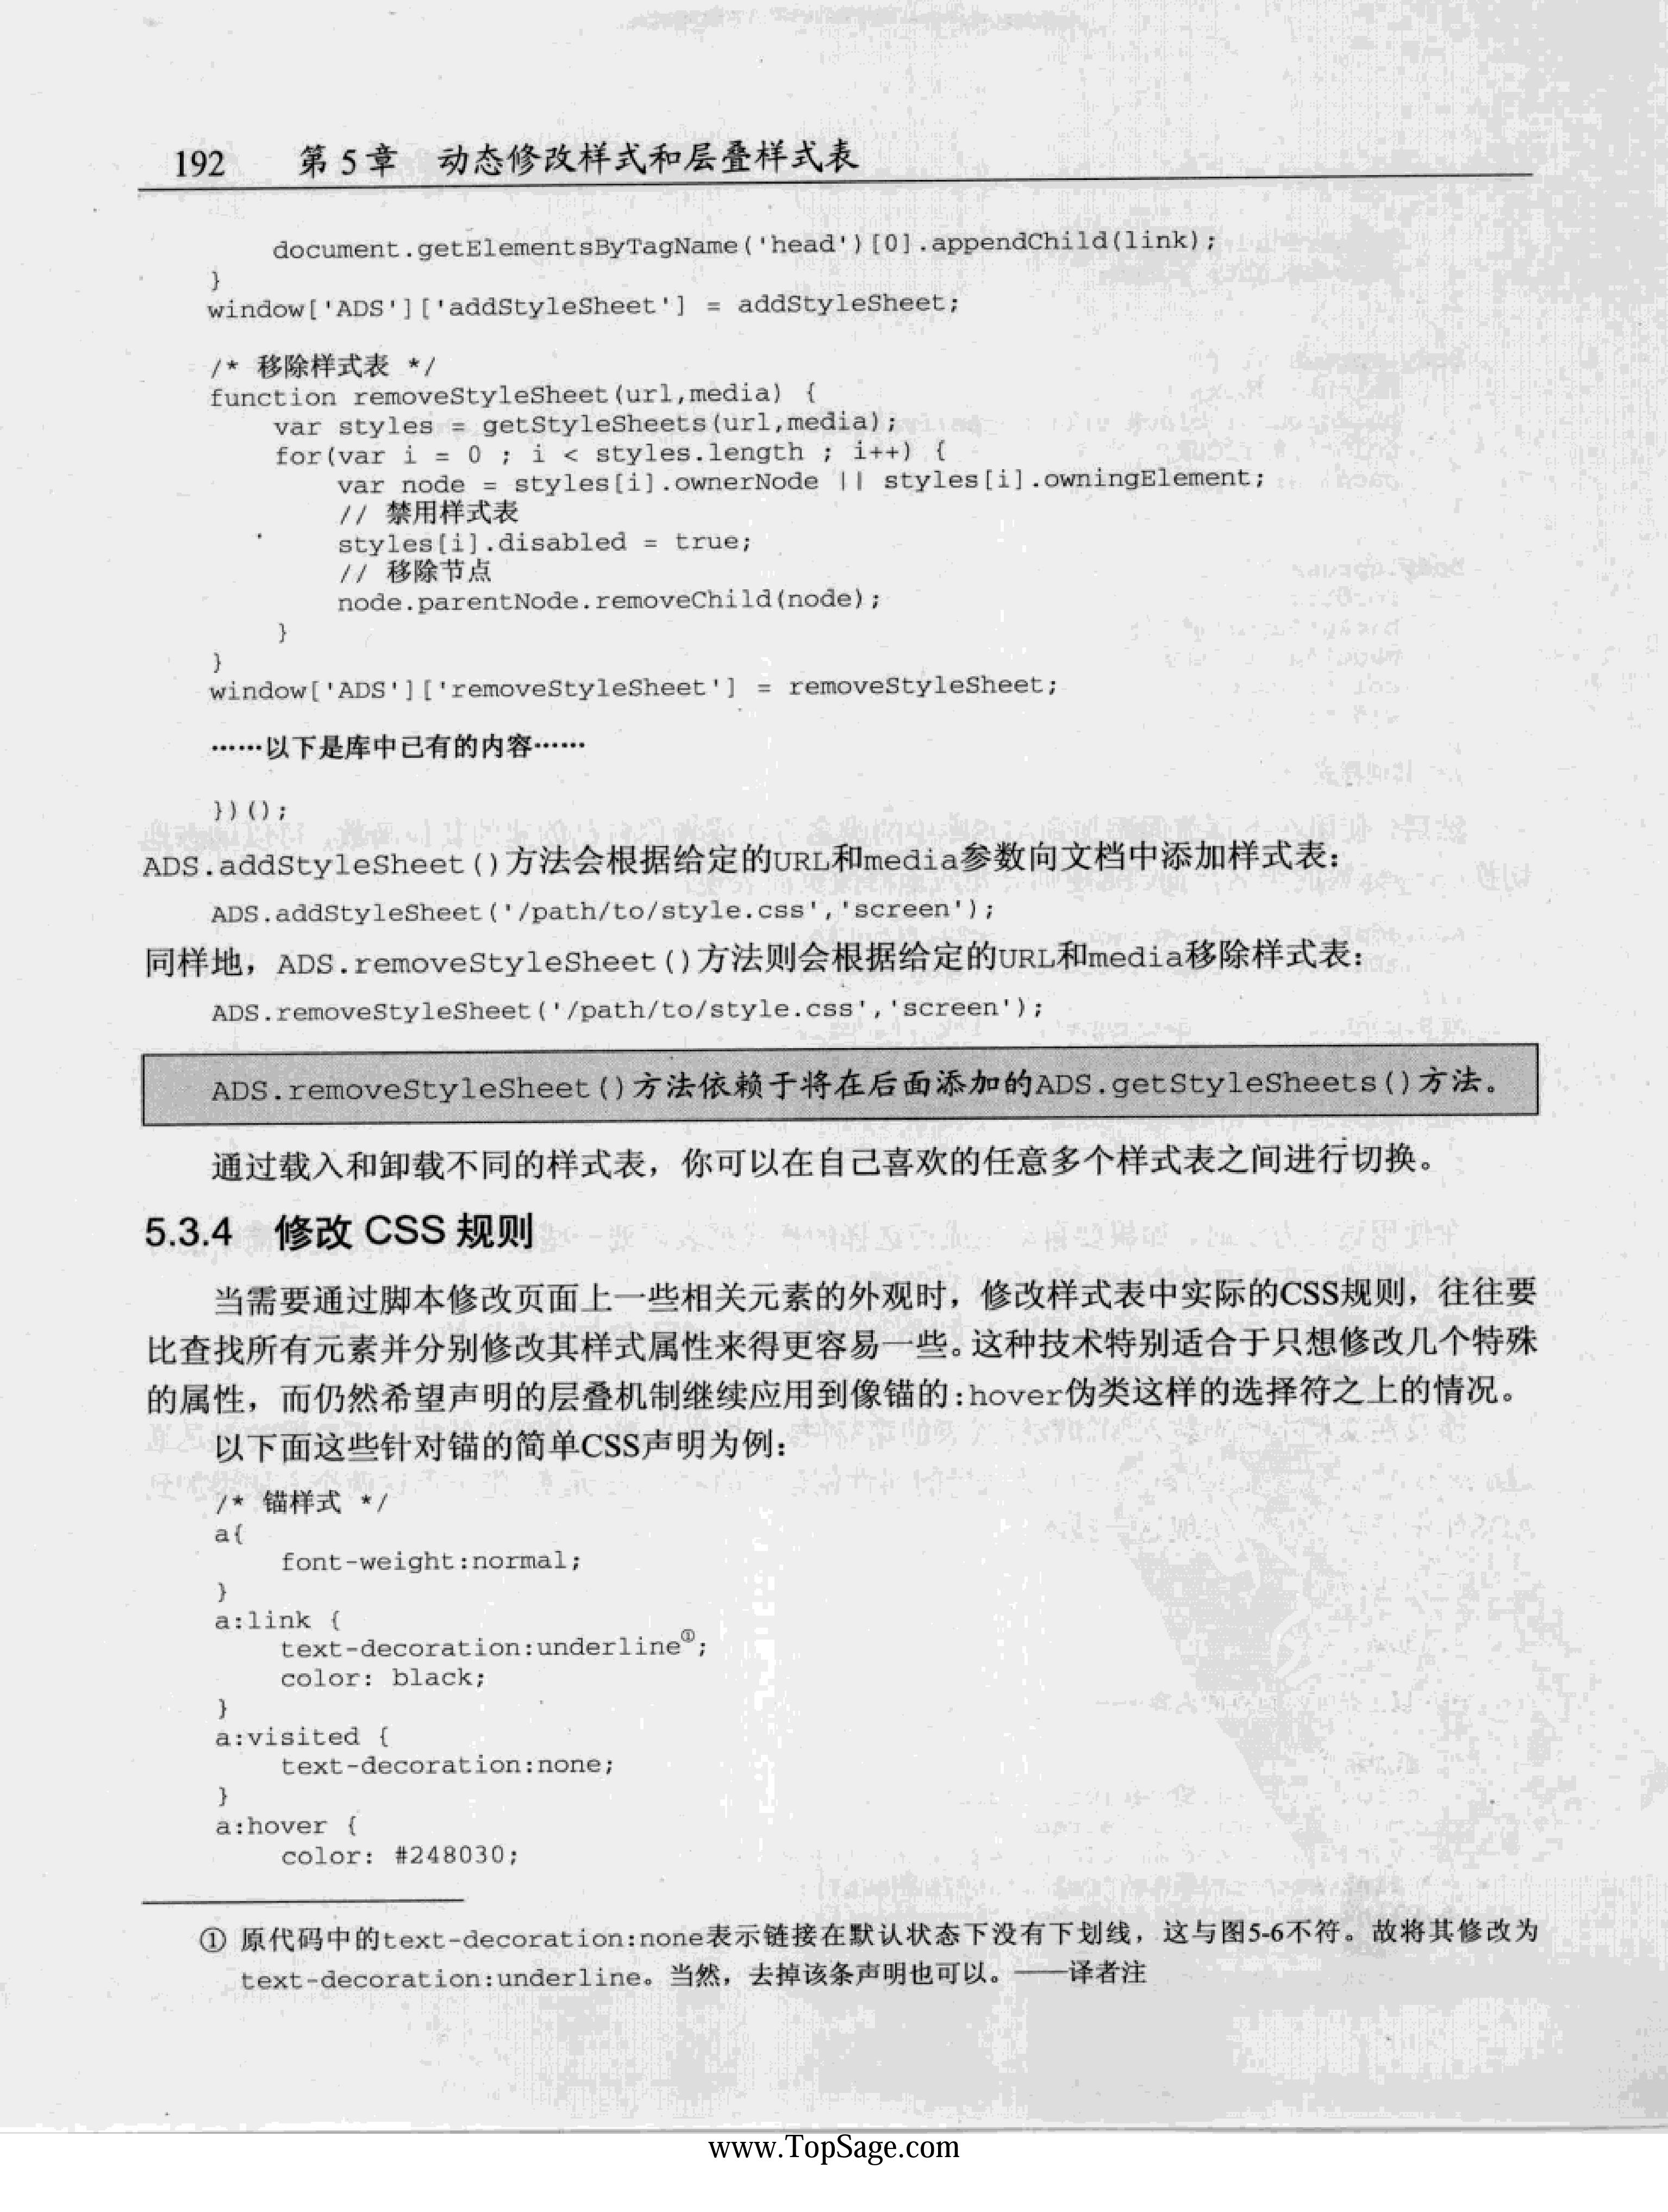 192 第 5 章 动态修改样式和层叠样式表
document.getElementsByTagName('head')[0].appendChild(link);
}
window['ADS']['addStyleSheet'] = addStyleSheet;
/* 移除样式表 */
function removeStyleSheet(url,media) {
var styles = getStyleSheets(url,media);
for(var i = 0 ; i < styles.length ; i++) {
var node = styles[i].ownerNode || styles[i].owningElement;
// 禁用样式表
styles[i].disabled = true;
// 移除节点
node.parentNode.removeChild(node);
}
}
window['ADS']['removeStyleSheet'] = removeStyleSheet;
……以下是库中已有的内容……
})();
ADS.addStyleSheet()方法会根据给定的URL和media参数向文档中添加样式表：
ADS.addStyleSheet('/path/to/style.css','screen');
同样地，ADS.removeStyleSheet()方法则会根据给定的URL和media移除样式表：
ADS.removeStyleSheet('/path/to/style.css','screen');
ADS.removeStyleSheet()方法依赖于将在后面添加的ADS.getStyleSheets()方法。
通过载入和卸载不同的样式表，你可以在自己喜欢的任意多个样式表之间进行切换。
5.3.4 修改 CSS 规则
当需要通过脚本修改页面上一些相关元素的外观时，修改样式表中实际的CSS规则，往往要
比查找所有元素并分别修改其样式属性来得更容易一些。这种技术特别适合于只想修改几个特殊
的属性，而仍然希望声明的层叠机制继续应用到像锚的:hover伪类这样的选择符之上的情况。
以下面这些针对锚的简单CSS声明为例：
/* 锚样式 */
a{
font-weight:normal;
}
a:link {
text-decoration:underline①;
color: black;
}
a:visited {
text-decoration:none;
}
a:hover {
color: #248030;
① 原代码中的text-decoration:none表示链接在默认状态下没有下划线，这与图5-6不符。故将其修改为
text-decoration:underline。当然，去掉该条声明也可以。——译者注
www.TopSage.com